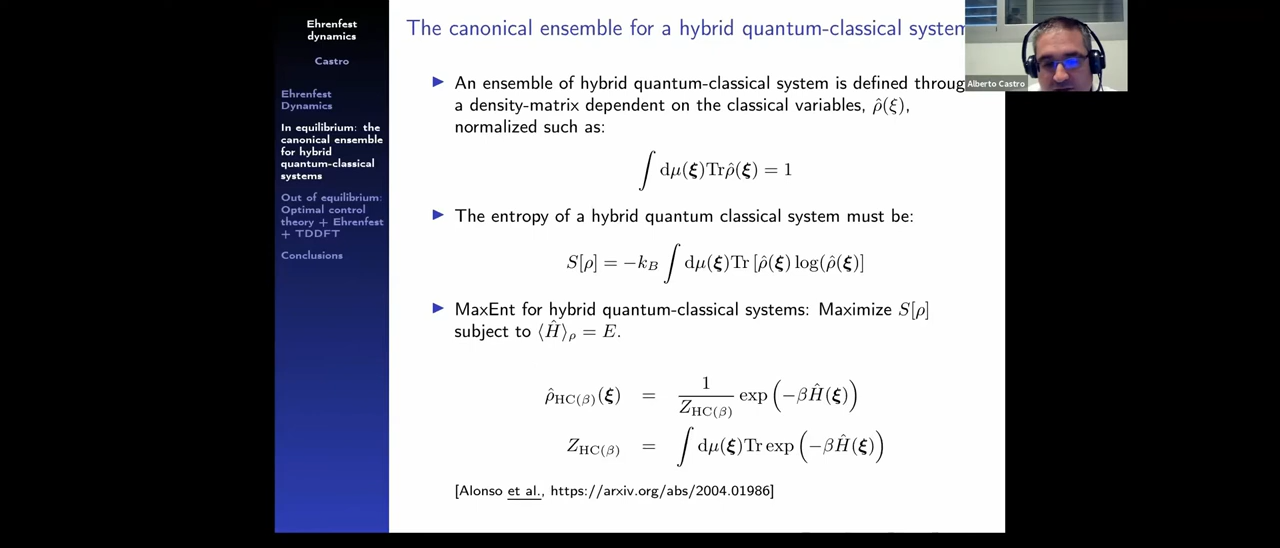 Ehrenfest
dynamics
Castro
Ehrenfest
Dynamics
In equilibrium: the
canonical ensemble
for hybrid
quantum-classical
systems
Out of equilibrium:
Optimal control
theory + Ehrenfest
+ TDDFT
Conclusions
The canonical ensemble for a hybrid quantum-classical system
▶ An ensemble of hybrid quantum-classical system is defined throug
a density-matrix dependent on the classical variables, ρ̂(ξ),
normalized such as:
∫ dμ(ξ)Trρ̂(ξ) = 1
▶ The entropy of a hybrid quantum classical system must be:
S[ρ] = −k_B ∫ dμ(ξ)Tr [ρ̂(ξ) log(ρ̂(ξ)]
▶ MaxEnt for hybrid quantum-classical systems: Maximize S[ρ]
subject to ⟨Ĥ⟩_ρ = E.
ρ̂_HC(β)(ξ) = 1/Z_HC(β) exp(−βĤ(ξ))
Z_HC(β) = ∫ dμ(ξ)Tr exp(−βĤ(ξ))
[Alonso et al., https://arxiv.org/abs/2004.01986]
Alberto Castro